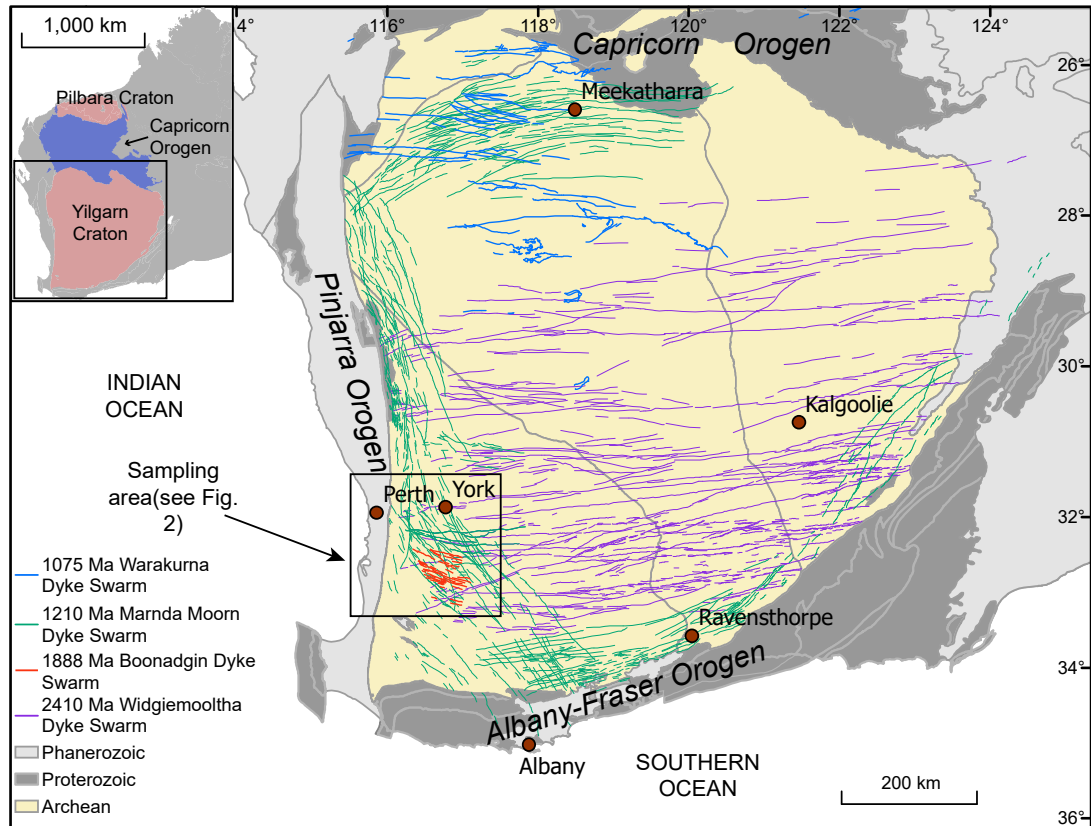 1,000 km
Pilbara Craton
Capricorn
Orogen
Yilgarn
Craton
4
116°
118°
120°
122°
124°
26°
28°
30°
32°
34°
36°
Capricorn Orogen
Meekatharra
Pinjarra Orogen
INDIAN
OCEAN
Kalgoolie
Sampling
area(see Fig.
2)
Perth
York
Ravensthorpe
Albany-Fraser Orogen
Albany
SOUTHERN
OCEAN
200 km
1075 Ma Warakurna
Dyke Swarm
1210 Ma Marnda Moorn
Dyke Swarm
1888 Ma Boonadgin Dyke
Swarm
2410 Ma Widgiemooltha
Dyke Swarm
Phanerozoic
Proterozoic
Archean